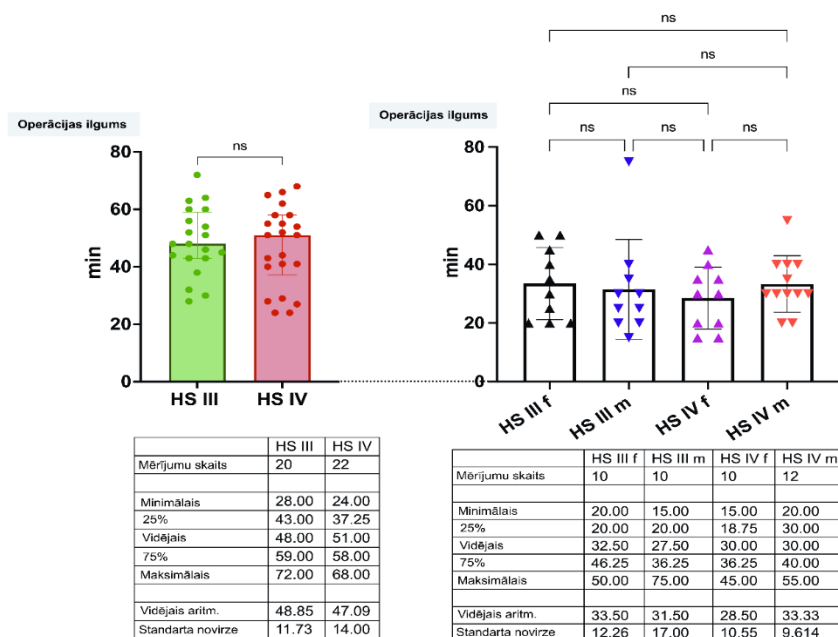 ns
ns
ns
Operācijas ilgums
Operācijas ilgums
ns
ns
ns
ns
80
60
40
20
0
min
HS III
HS IV
80
60
40
20
0
min
HS III f
HS III m
HS IV f
HS IV m
HS III HS IV
Mērījumu skaits 20 22
Minimālais 28.00 24.00
25% 43.00 37.25
Vidējais 48.00 51.00
75% 59.00 58.00
Maksimālais 72.00 68.00
Vidējais aritm. 48.85 47.09
Standarta novirze 11.73 14.00
HS III f HS III m HS IV f HS IV m
Mērījumu skaits 10 10 10 12
Minimālais 20.00 15.00 15.00 20.00
25% 20.00 20.00 18.75 30.00
Vidējais 32.50 27.50 30.00 30.00
75% 46.25 36.25 36.25 40.00
Maksimālais 50.00 75.00 45.00 55.00
Vidējais aritm. 33.50 31.50 28.50 33.33
Standarta novirze 12.26 17.00 10.55 9.614